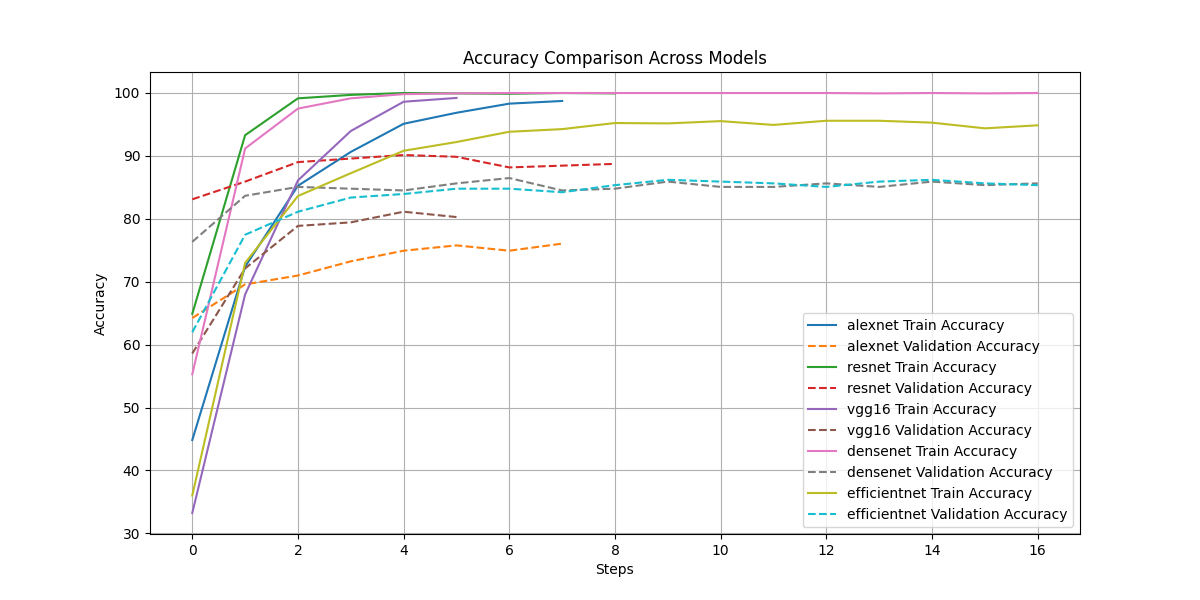 Accuracy Comparison Across Models
100
90
80
70
60
50
40
30
Accuracy
0 2 4 6 8 10 12 14 16
Steps
alexnet Train Accuracy
alexnet Validation Accuracy
resnet Train Accuracy
resnet Validation Accuracy
vgg16 Train Accuracy
vgg16 Validation Accuracy
densenet Train Accuracy
densenet Validation Accuracy
efficientnet Train Accuracy
efficientnet Validation Accuracy